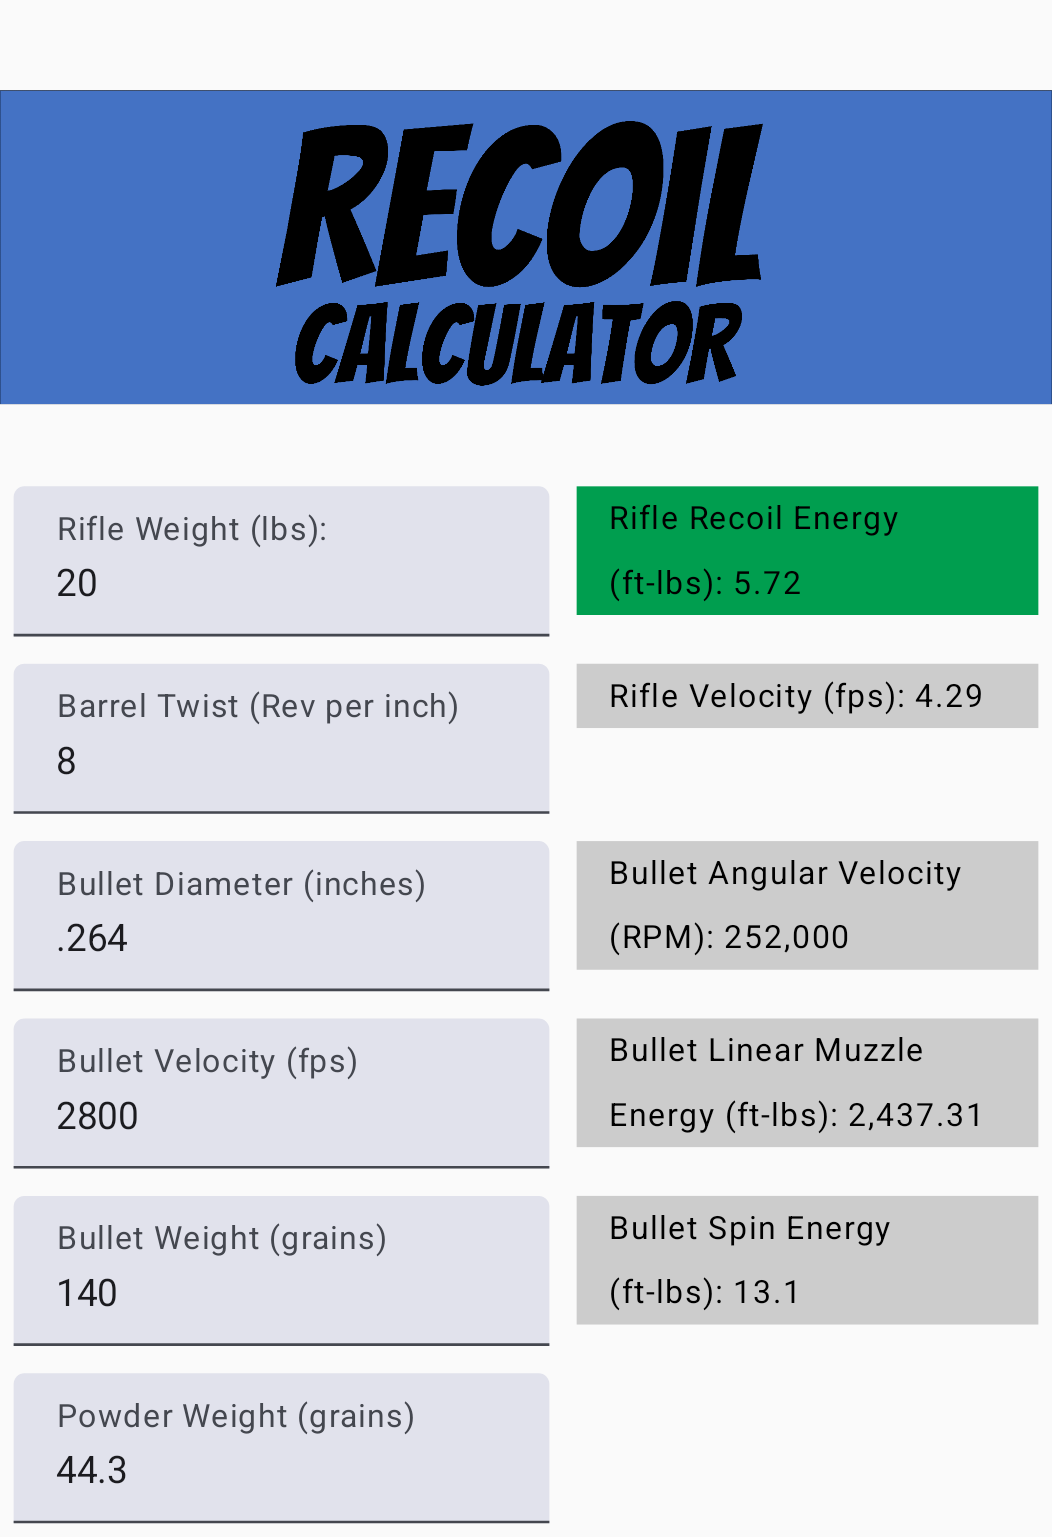 RECOIL
CALCULATOR
Rifle Weight (lbs):
20
Rifle Recoil Energy
(ft-lbs): 5.72
Barrel Twist (Rev per inch)
8
Rifle Velocity (fps): 4.29
Bullet Diameter (inches)
.264
Bullet Angular Velocity
(RPM): 252,000
Bullet Velocity (fps)
2800
Bullet Linear Muzzle
Energy (ft-lbs): 2,437.31
Bullet Weight (grains)
140
Bullet Spin Energy
(ft-lbs): 13.1
Powder Weight (grains)
44.3